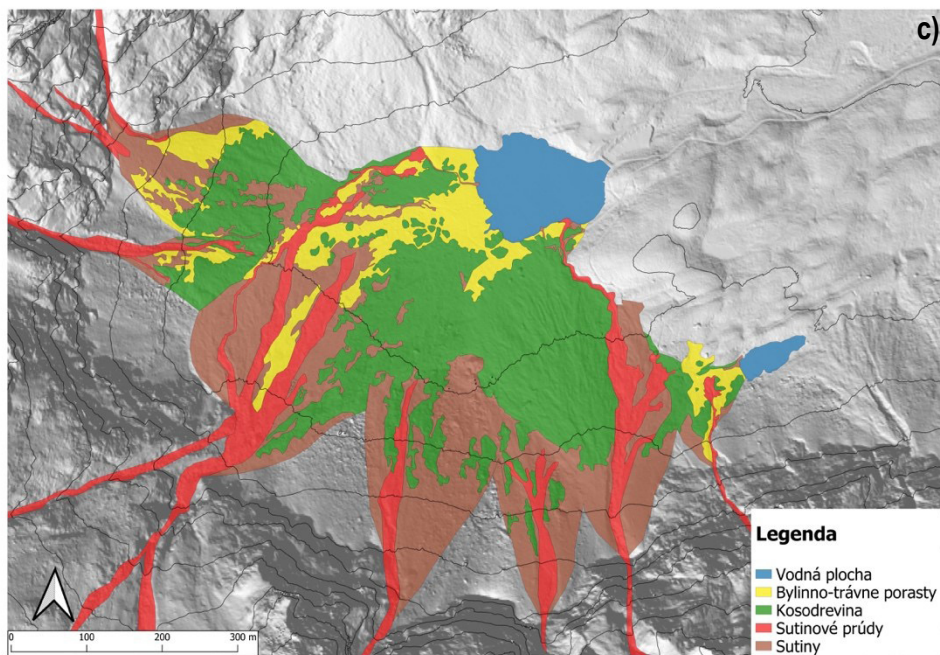 c)
Legenda
Vodná plocha
Bylinno-trávne porasty
Kosodrevina
Sutinové prúdy
Sutiny
0 100 200 300 m